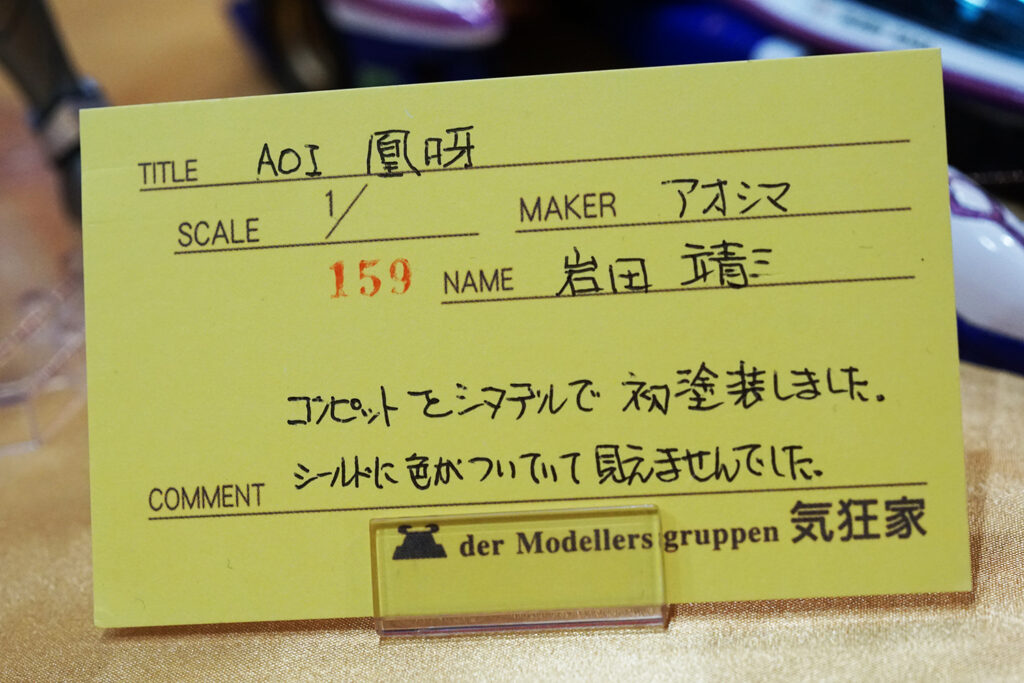 TITLE AOI 凰呀
SCALE 1/
MAKER アオシマ
159
NAME 岩田 靖三
コンピットをシタデルで初塗装しました。
シールドに色がついていて見えませんでした。
COMMENT
der Modellers gruppen 気狂家